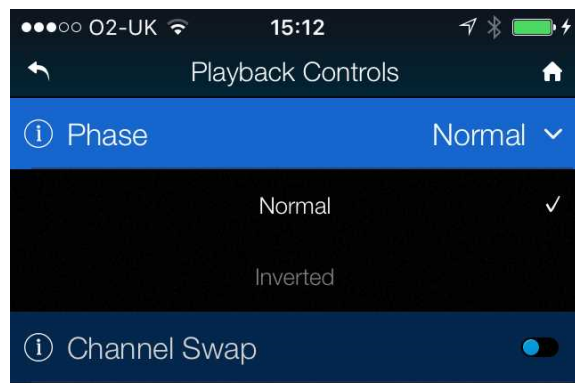 O2-UK 15:12
Playback Controls
Phase Normal
Normal
Inverted
Channel Swap